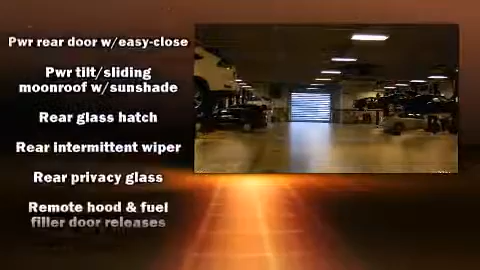 Pwr rear door w/easy-close
Pwr tilt/sliding
moonroof w/sunshade
Rear glass hatch
Rear intermittent wiper
Rear privacy glass
Remote hood & fuel
filler door releases